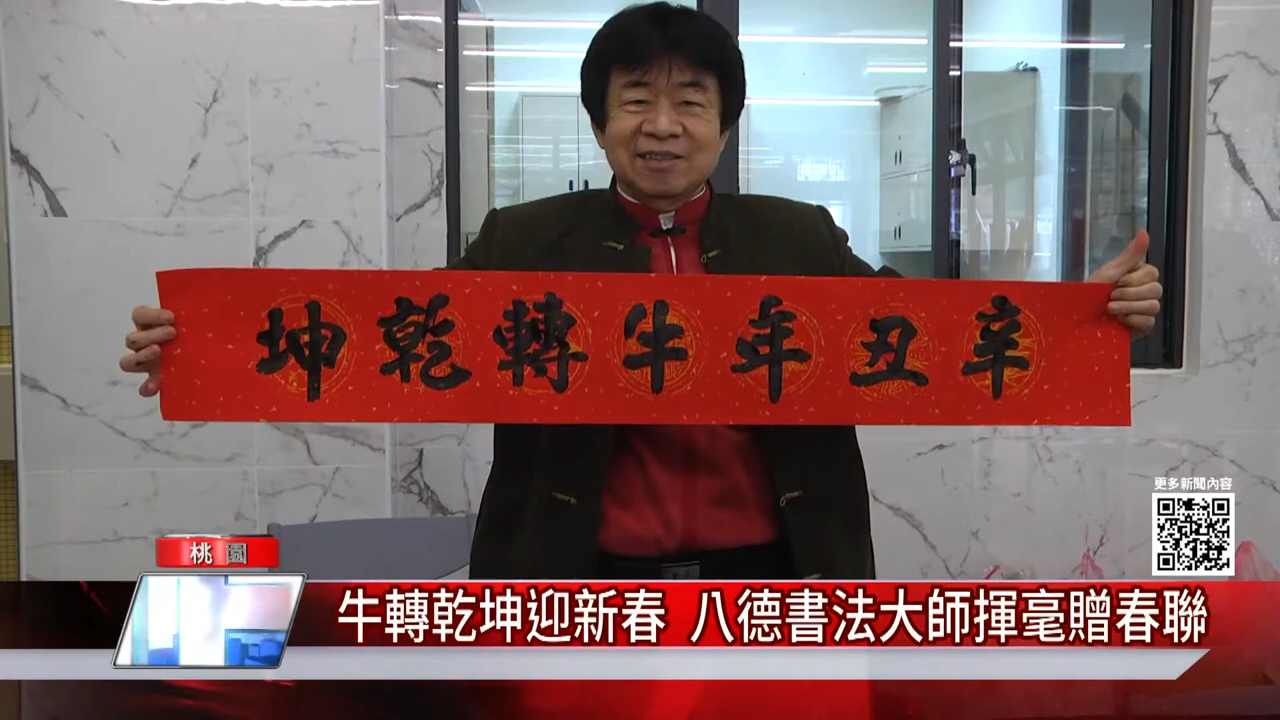 辛丑年牛轉乾坤
更多新聞內容
桃園
牛轉乾坤迎新春 八德書法大師揮毫贈春聯